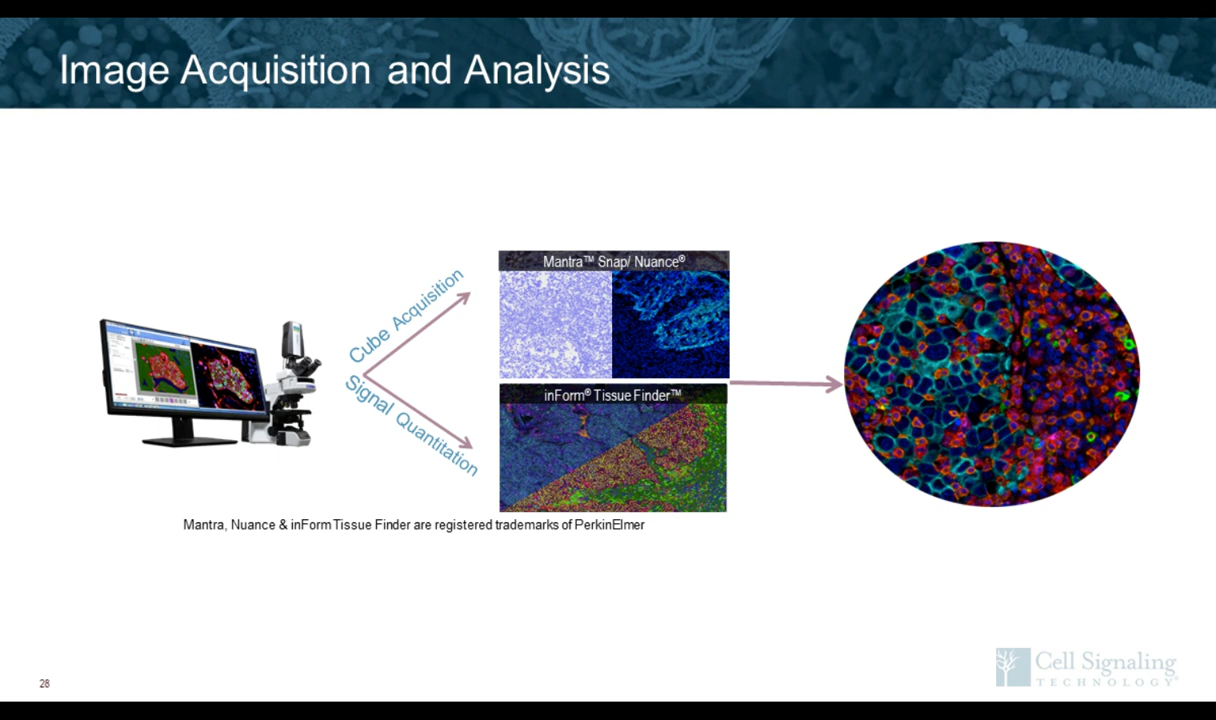 Image Acquisition and Analysis
Cube Acquisition
Signal Quantitation
Mantra™ Snap/ Nuance®
inForm® Tissue Finder™
Mantra, Nuance & inForm Tissue Finder are registered trademarks of PerkinElmer
28
Cell Signaling
TECHNOLOGY®